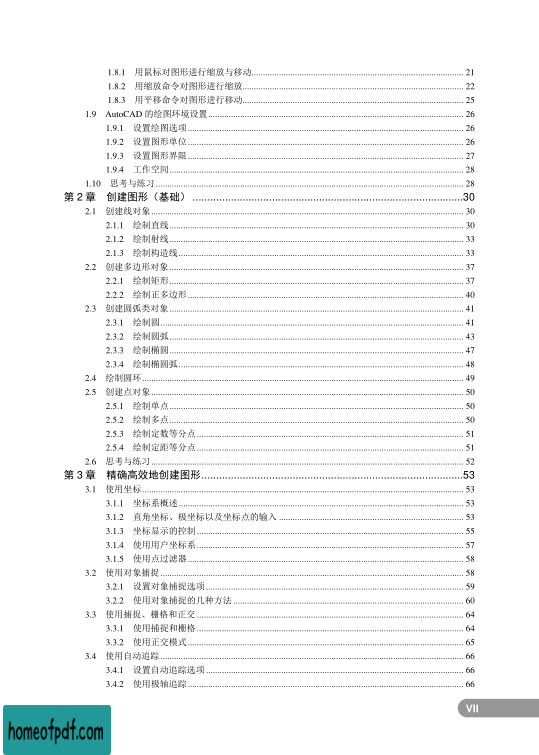 1.8.1 用鼠标对图形进行缩放与移动 21
1.8.2 用缩放命令对图形进行缩放 22
1.8.3 用平移命令对图形进行移动 25
1.9 AutoCAD 的绘图环境设置 26
1.9.1 设置绘图选项 26
1.9.2 设置图形单位 26
1.9.3 设置图形界限 27
1.9.4 工作空间 28
1.10 思考与练习 28
第 2 章 创建图形（基础） 30
2.1 创建线对象 30
2.1.1 绘制直线 30
2.1.2 绘制射线 33
2.1.3 绘制构造线 33
2.2 创建多边形对象 37
2.2.1 绘制矩形 37
2.2.2 绘制正多边形 40
2.3 创建圆弧类对象 41
2.3.1 绘制圆 41
2.3.2 绘制圆弧 43
2.3.3 绘制椭圆 47
2.3.4 绘制椭圆弧 48
2.4 绘制圆环 49
2.5 创建点对象 50
2.5.1 绘制单点 50
2.5.2 绘制多点 50
2.5.3 绘制定数等分点 51
2.5.4 绘制定距等分点 51
2.6 思考与练习 52
第 3 章 精确高效地创建图形 53
3.1 使用坐标 53
3.1.1 坐标系概述 53
3.1.2 直角坐标、极坐标以及坐标点的输入 53
3.1.3 坐标显示的控制 55
3.1.4 使用用户坐标系 57
3.1.5 使用点过滤器 58
3.2 使用对象捕捉 58
3.2.1 设置对象捕捉选项 59
3.2.2 使用对象捕捉的几种方法 60
3.3 使用捕捉、栅格和正交 64
3.3.1 使用捕捉和栅格 64
3.3.2 使用正交模式 65
3.4 使用自动追踪 66
3.4.1 设置自动追踪选项 66
3.4.2 使用极轴追踪 66
VII
homeofpdf.com